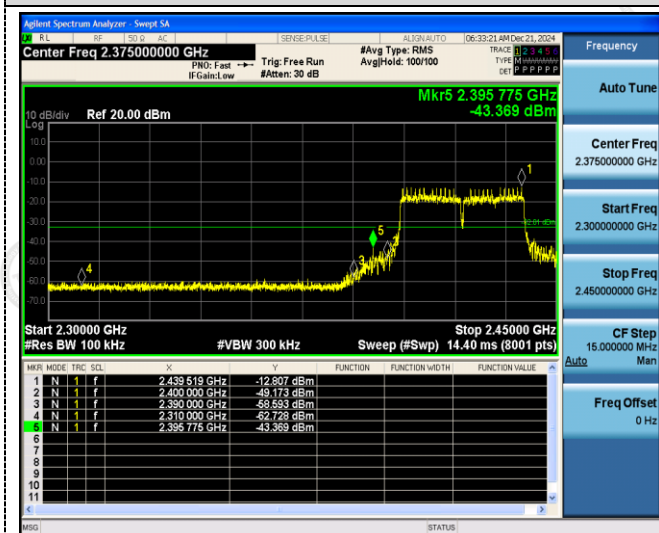 Agilent Spectrum Analyzer - Swept SA
RL RF 50 Ω AC SENSE:PULSE ALIGN AUTO 06:33:21 AM Dec 21, 2024
Center Freq 2.375000000 GHz #Avg Type: RMS TRACE 1 2 3 4 5 6
PNO: Fast Trig: Free Run Avg|Hold: 100/100 TYPE M
IFGain:Low #Atten: 30 dB DET P P P P P P
Mkr5 2.395 775 GHz
-43.369 dBm
10 dB/div Ref 20.00 dBm
Log
10.0
0.00
-10.0
-20.0
-30.0
-40.0
-50.0
-60.0
-70.0
1
5
3
4
Start 2.30000 GHz Stop 2.45000 GHz
#Res BW 100 kHz #VBW 300 kHz Sweep (#Swp) 14.40 ms (8001 pts)
MKR MODE TRC SCL X Y FUNCTION FUNCTION WIDTH FUNCTION VALUE
1 N 1 f 2.439 519 GHz -12.807 dBm
2 N 1 f 2.400 000 GHz -49.173 dBm
3 N 1 f 2.390 000 GHz -58.593 dBm
4 N 1 f 2.310 000 GHz -62.728 dBm
5 N 1 f 2.395 775 GHz -43.369 dBm
6
7
8
9
10
11
MSG STATUS
Frequency
Auto Tune
Center Freq
2.375000000 GHz
Start Freq
2.300000000 GHz
Stop Freq
2.450000000 GHz
CF Step
15.000000 MHz
Auto Man
Freq Offset
0 Hz